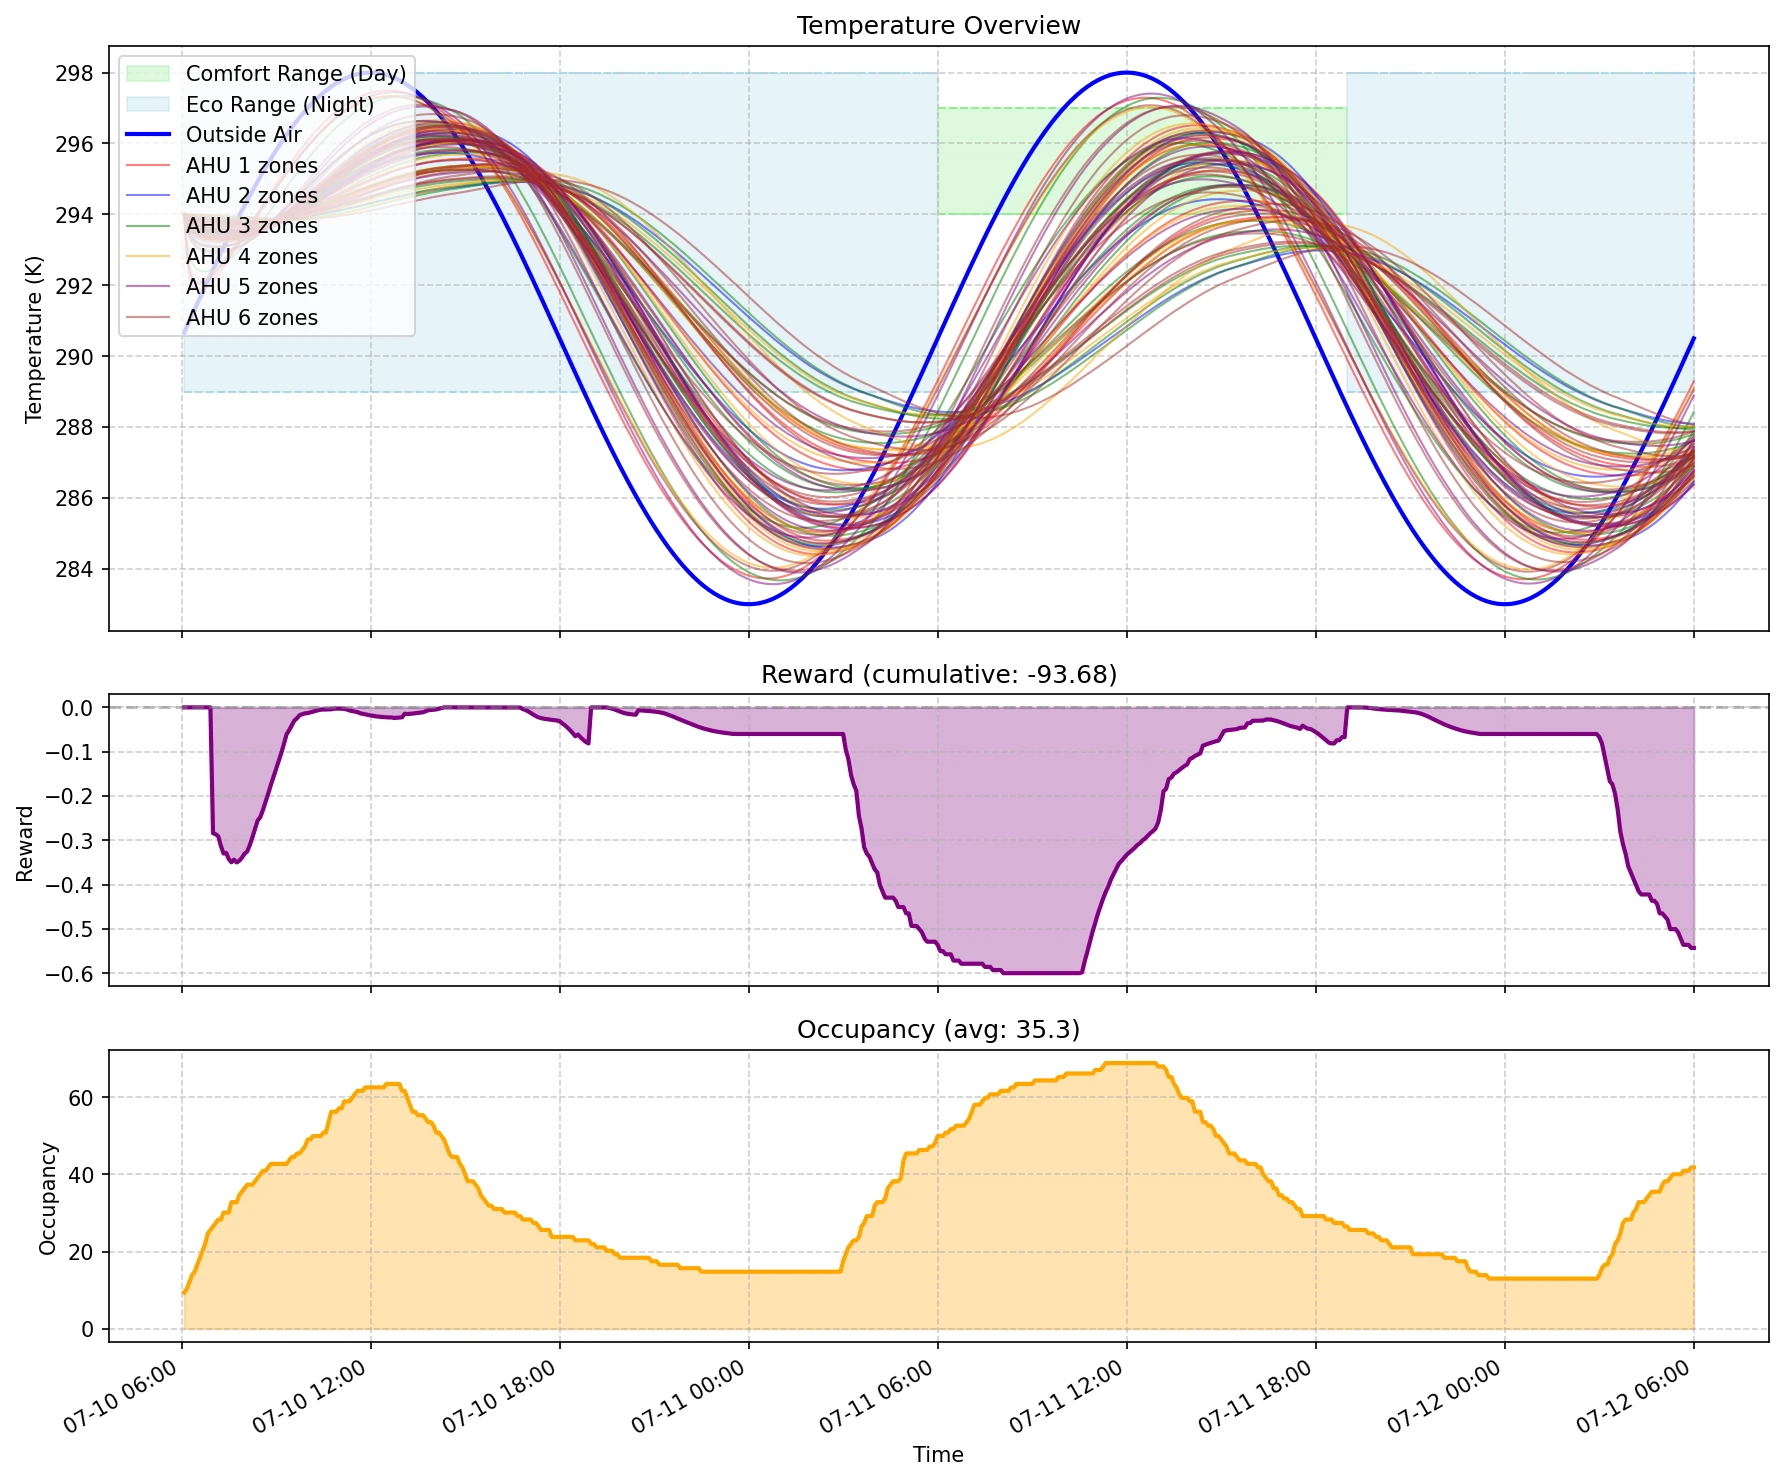 Temperature Overview
Temperature (K)
298
296
294
292
290
288
286
284
Comfort Range (Day)
Eco Range (Night)
Outside Air
AHU 1 zones
AHU 2 zones
AHU 3 zones
AHU 4 zones
AHU 5 zones
AHU 6 zones
Reward (cumulative: -93.68)
Reward
0.0
−0.1
−0.2
−0.3
−0.4
−0.5
−0.6
Occupancy (avg: 35.3)
Occupancy
60
40
20
0
07-10 06:00
07-10 12:00
07-10 18:00
07-11 00:00
07-11 06:00
07-11 12:00
07-11 18:00
07-12 00:00
07-12 06:00
Time